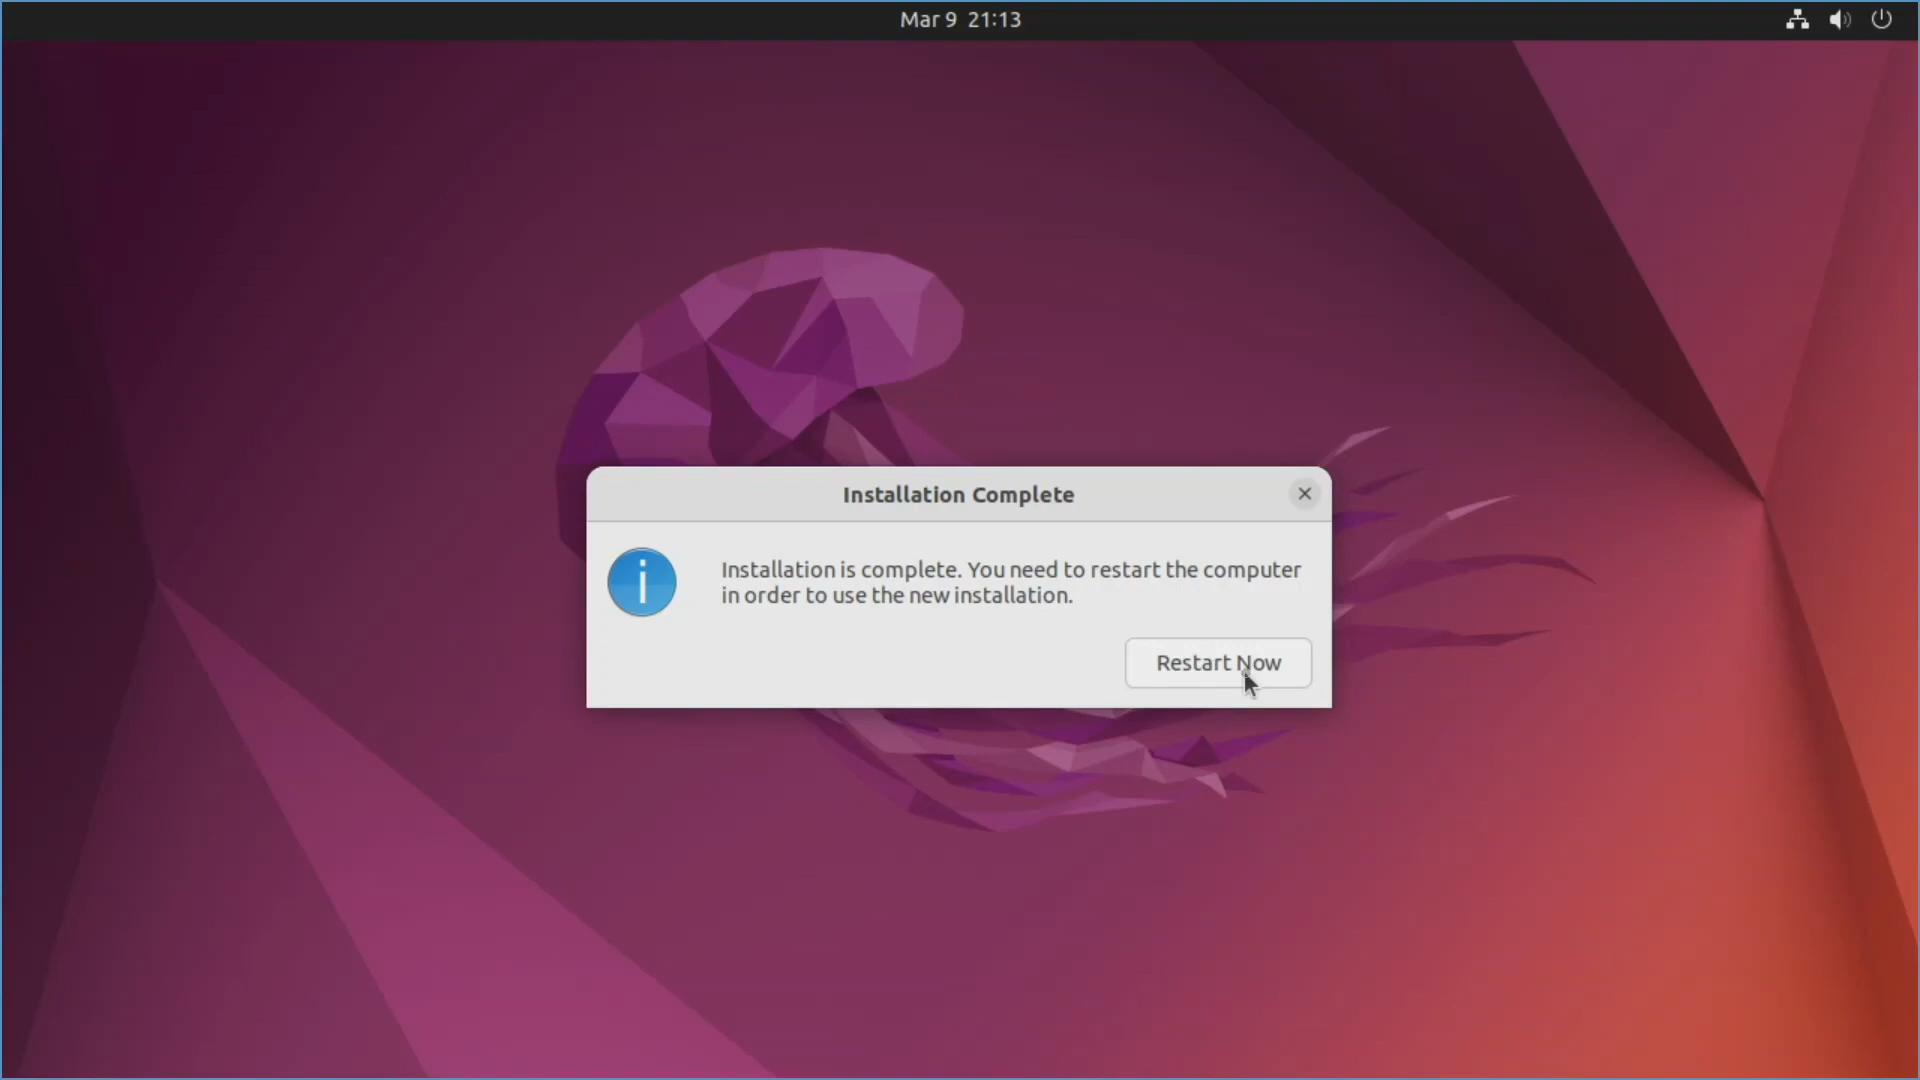 Mar 9 21:13
Installation Complete
Installation is complete. You need to restart the computer
in order to use the new installation.
Restart Now